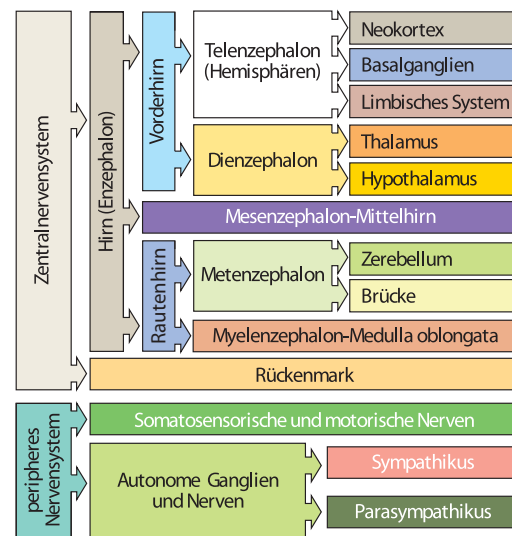 Zentralnervensystem
Hirn (Enzephalon)
Vorderhirn
Telenzephalon
(Hemisphären)
Neokortex
Basalganglien
Limbisches System
Dienzephalon
Thalamus
Hypothalamus
Mesenzephalon-Mittelhirn
Rautenhirn
Metenzephalon
Zerebellum
Brücke
Myelenzephalon-Medulla oblongata
Rückenmark
peripheres
Nervensystem
Somatosensorische und motorische Nerven
Autonome Ganglien
und Nerven
Sympathikus
Parasympathikus